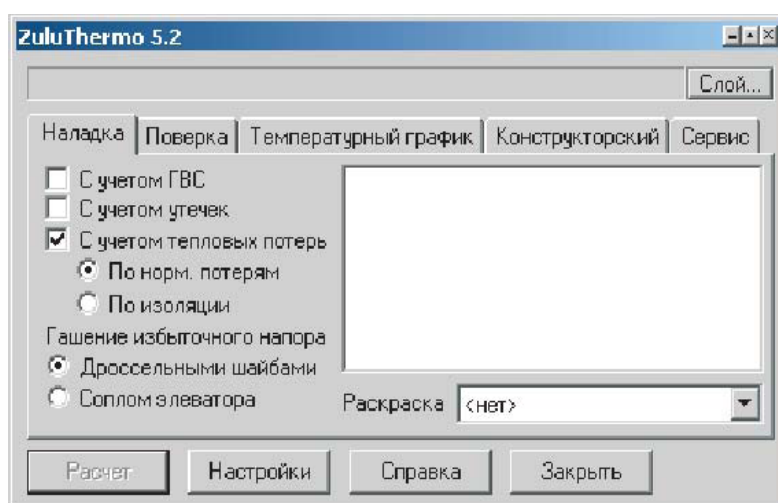 ZuluThermo 5.2
Слой...
Наладка Поверка Температурный график Конструкторский Сервис
С учетом ГВС
С учетом утечек
С учетом тепловых потерь
По норм. потерям
По изоляции
Гашение избыточного напора
Дроссельными шайбами
Соплом элеватора
Раскраска <нет>
Расчет Настройки Справка Закрыть